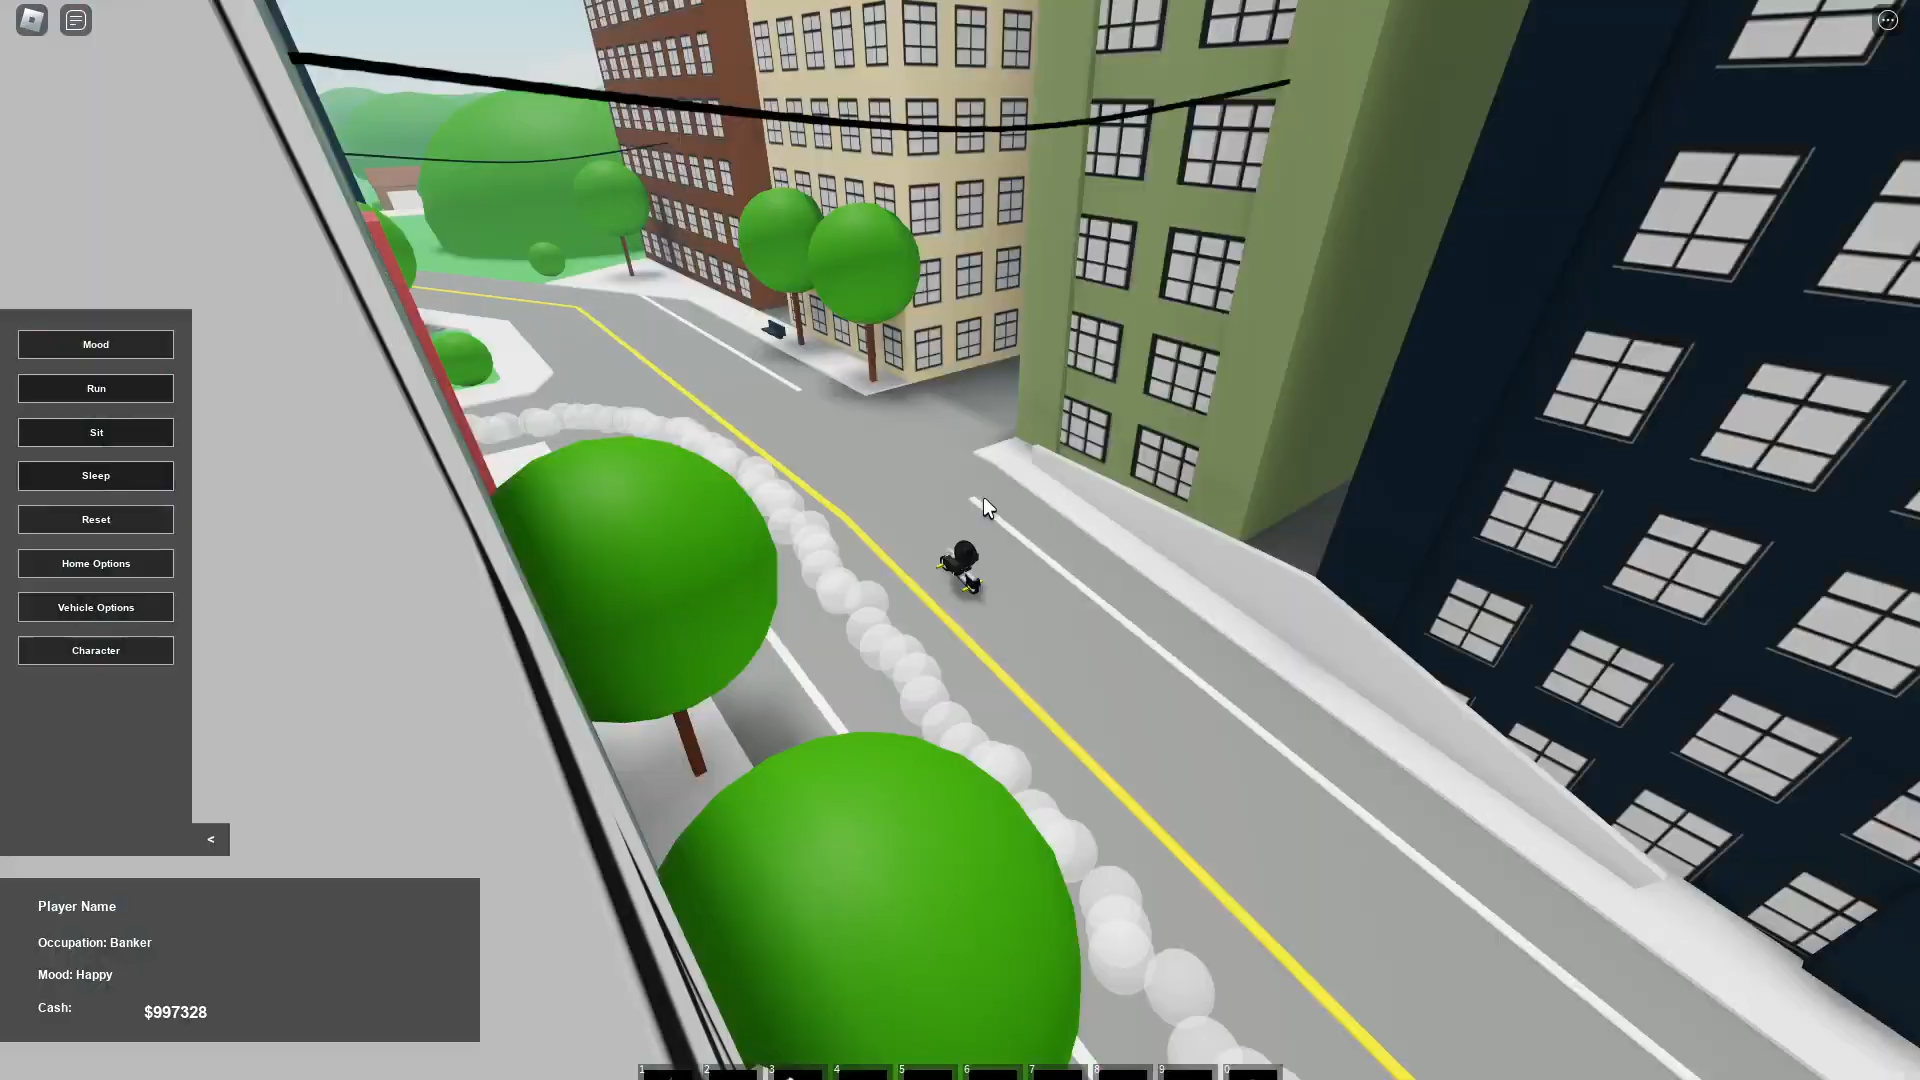 Mood
Run
Sit
Sleep
Reset
Home Options
Vehicle Options
Character
<
Player Name
Occupation: Banker
Mood: Happy
Cash: $997328
1 2 3 4 5 6 7 8 9 0